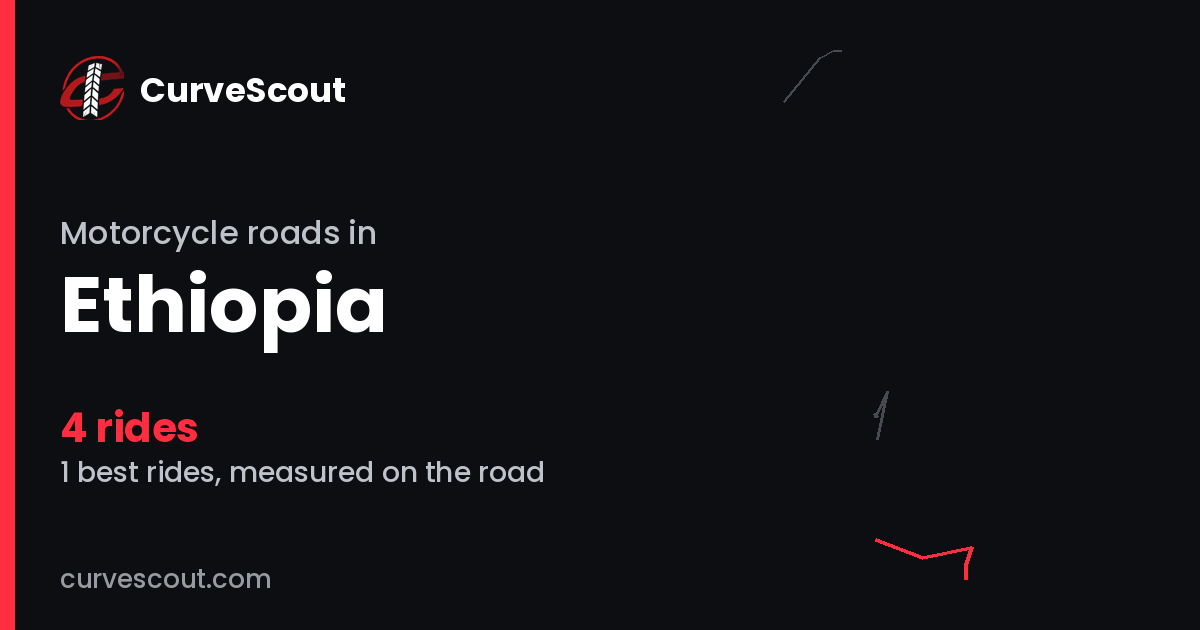 CurveScout
Motorcycle roads in
Ethiopia
4 rides
1 best rides, measured on the road
curvescout.com